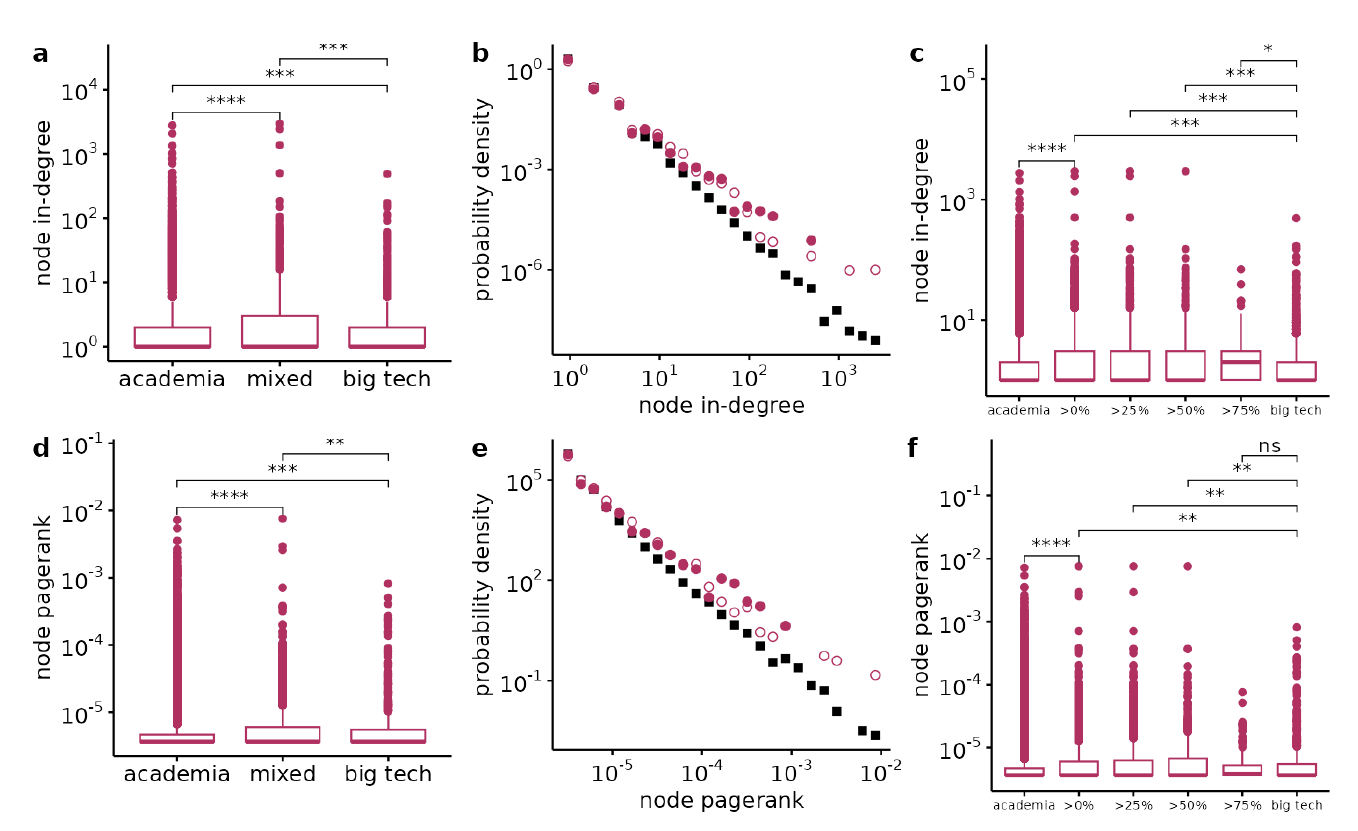 a
***
***
****
10^4
10^3
10^2
10^1
10^0
node in-degree
academia mixed big tech
b
10^0
10^-3
10^-6
probability density
10^0 10^1 10^2 10^3
node in-degree
c
*
***
***
***
****
10^5
10^3
10^1
node in-degree
academia >0% >25% >50% >75% big tech
d
**
***
****
10^-1
10^-2
10^-3
10^-4
10^-5
node pagerank
academia mixed big tech
e
10^5
10^2
10^-1
probability density
10^-5 10^-4 10^-3 10^-2
node pagerank
f
ns
**
**
**
****
10^-1
10^-2
10^-3
10^-4
10^-5
node pagerank
academia >0% >25% >50% >75% big tech